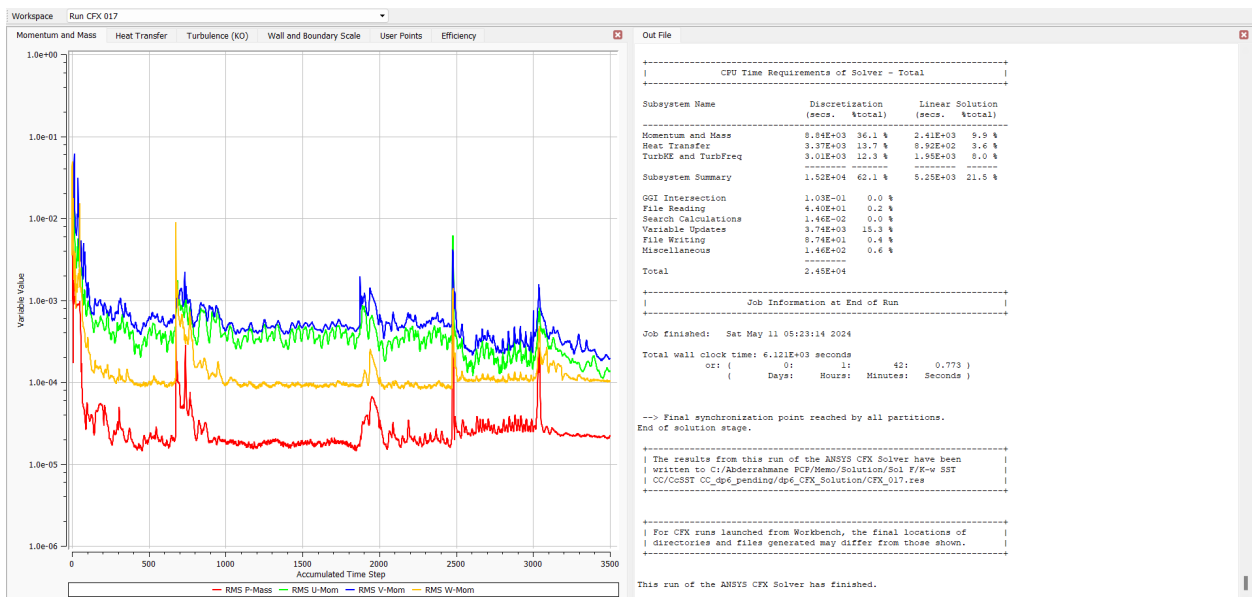 Workspace Run CFX 017
Momentum and Mass Heat Transfer Turbulence (KO) Wall and Boundary Scale User Points Efficiency
1.0e+00
1.0e-01
1.0e-02
1.0e-03
1.0e-04
1.0e-05
1.0e-06
Variable Value
0 500 1000 1500 2000 2500 3000 3500
Accumulated Time Step
RMS P-Mass RMS U-Mom RMS V-Mom RMS W-Mom
Out File
+--------------------------------------------------------------------+
| CPU Time Requirements of Solver - Total |
+--------------------------------------------------------------------+
Subsystem Name Discretization Linear Solution
(secs. %total) (secs. %total)
----------------------------------------------------------------------
Momentum and Mass 8.84E+03 36.1 % 2.41E+03 9.9 %
Heat Transfer 3.37E+03 13.7 % 8.92E+02 3.6 %
TurbKE and TurbFreq 3.01E+03 12.3 % 1.95E+03 8.0 %
-------- ------- -------- ------
Subsystem Summary 1.52E+04 62.1 % 5.25E+03 21.5 %
GGI Intersection 1.03E-01 0.0 %
File Reading 4.40E+01 0.2 %
Search Calculations 1.46E-02 0.0 %
Variable Updates 3.74E+03 15.3 %
File Writing 8.74E+01 0.4 %
Miscellaneous 1.46E+02 0.6 %
--------
Total 2.45E+04
+--------------------------------------------------------------------+
| Job Information at End of Run |
+--------------------------------------------------------------------+
Job finished: Sat May 11 05:23:14 2024
Total wall clock time: 6.121E+03 seconds
or: ( 0: 1: 42: 0.773 )
( Days: Hours: Minutes: Seconds )
--> Final synchronization point reached by all partitions.
End of solution stage.
+--------------------------------------------------------------------+
| The results from this run of the ANSYS CFX Solver have been |
| written to C:/Abderrahmane PCP/Memo/Solution/Sol F/K-w SST |
| CC/CcSST CC_dp6_pending/dp6_CFX_Solution/CFX_017.res |
+--------------------------------------------------------------------+
+--------------------------------------------------------------------+
| For CFX runs launched from Workbench, the final locations of |
| directories and files generated may differ from those shown. |
+--------------------------------------------------------------------+
This run of the ANSYS CFX Solver has finished.